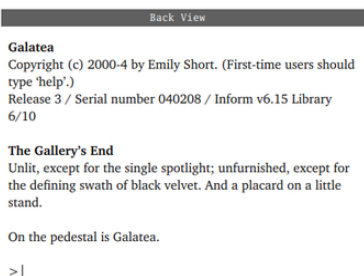 Back View
Galatea
Copyright (c) 2000-4 by Emily Short. (First-time users should
type ‘help’.)
Release 3 / Serial number 040208 / Inform v6.15 Library
6/10
The Gallery’s End
Unlit, except for the single spotlight; unfurnished, except for
the defining swath of black velvet. And a placard on a little
stand.
On the pedestal is Galatea.
>